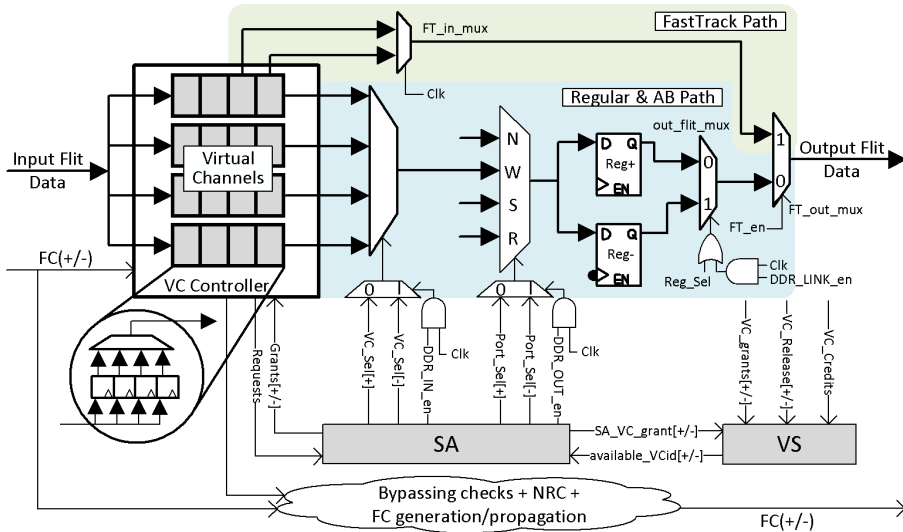 FastTrack Path
FT_in_mux
Clk
Regular & AB Path
Virtual
Channels
Input Flit
Data
N
W
S
R
D Q
Reg+
EN
D Q
Reg-
EN
out_flit_mux
0
1
1
0
Output Flit
Data
FT_out_mux
FT_en
Reg_Sel
Clk
DDR_LINK_en
FC(+/-)
VC Controller
0 1
0 1
Requests
Grants[+/-]
VC_Sel[+]
VC_Sel[-]
DDR_IN_en
Clk
Port_Sel[+]
Port_Sel[-]
DDR_OUT_en
Clk
VC_grants[+/-]
VC_Release[+/-]
VC_Credits
SA
SA_VC_grant[+/-]
available_VCid[+/-]
VS
Bypassing checks + NRC +
FC generation/propagation
FC(+/-)